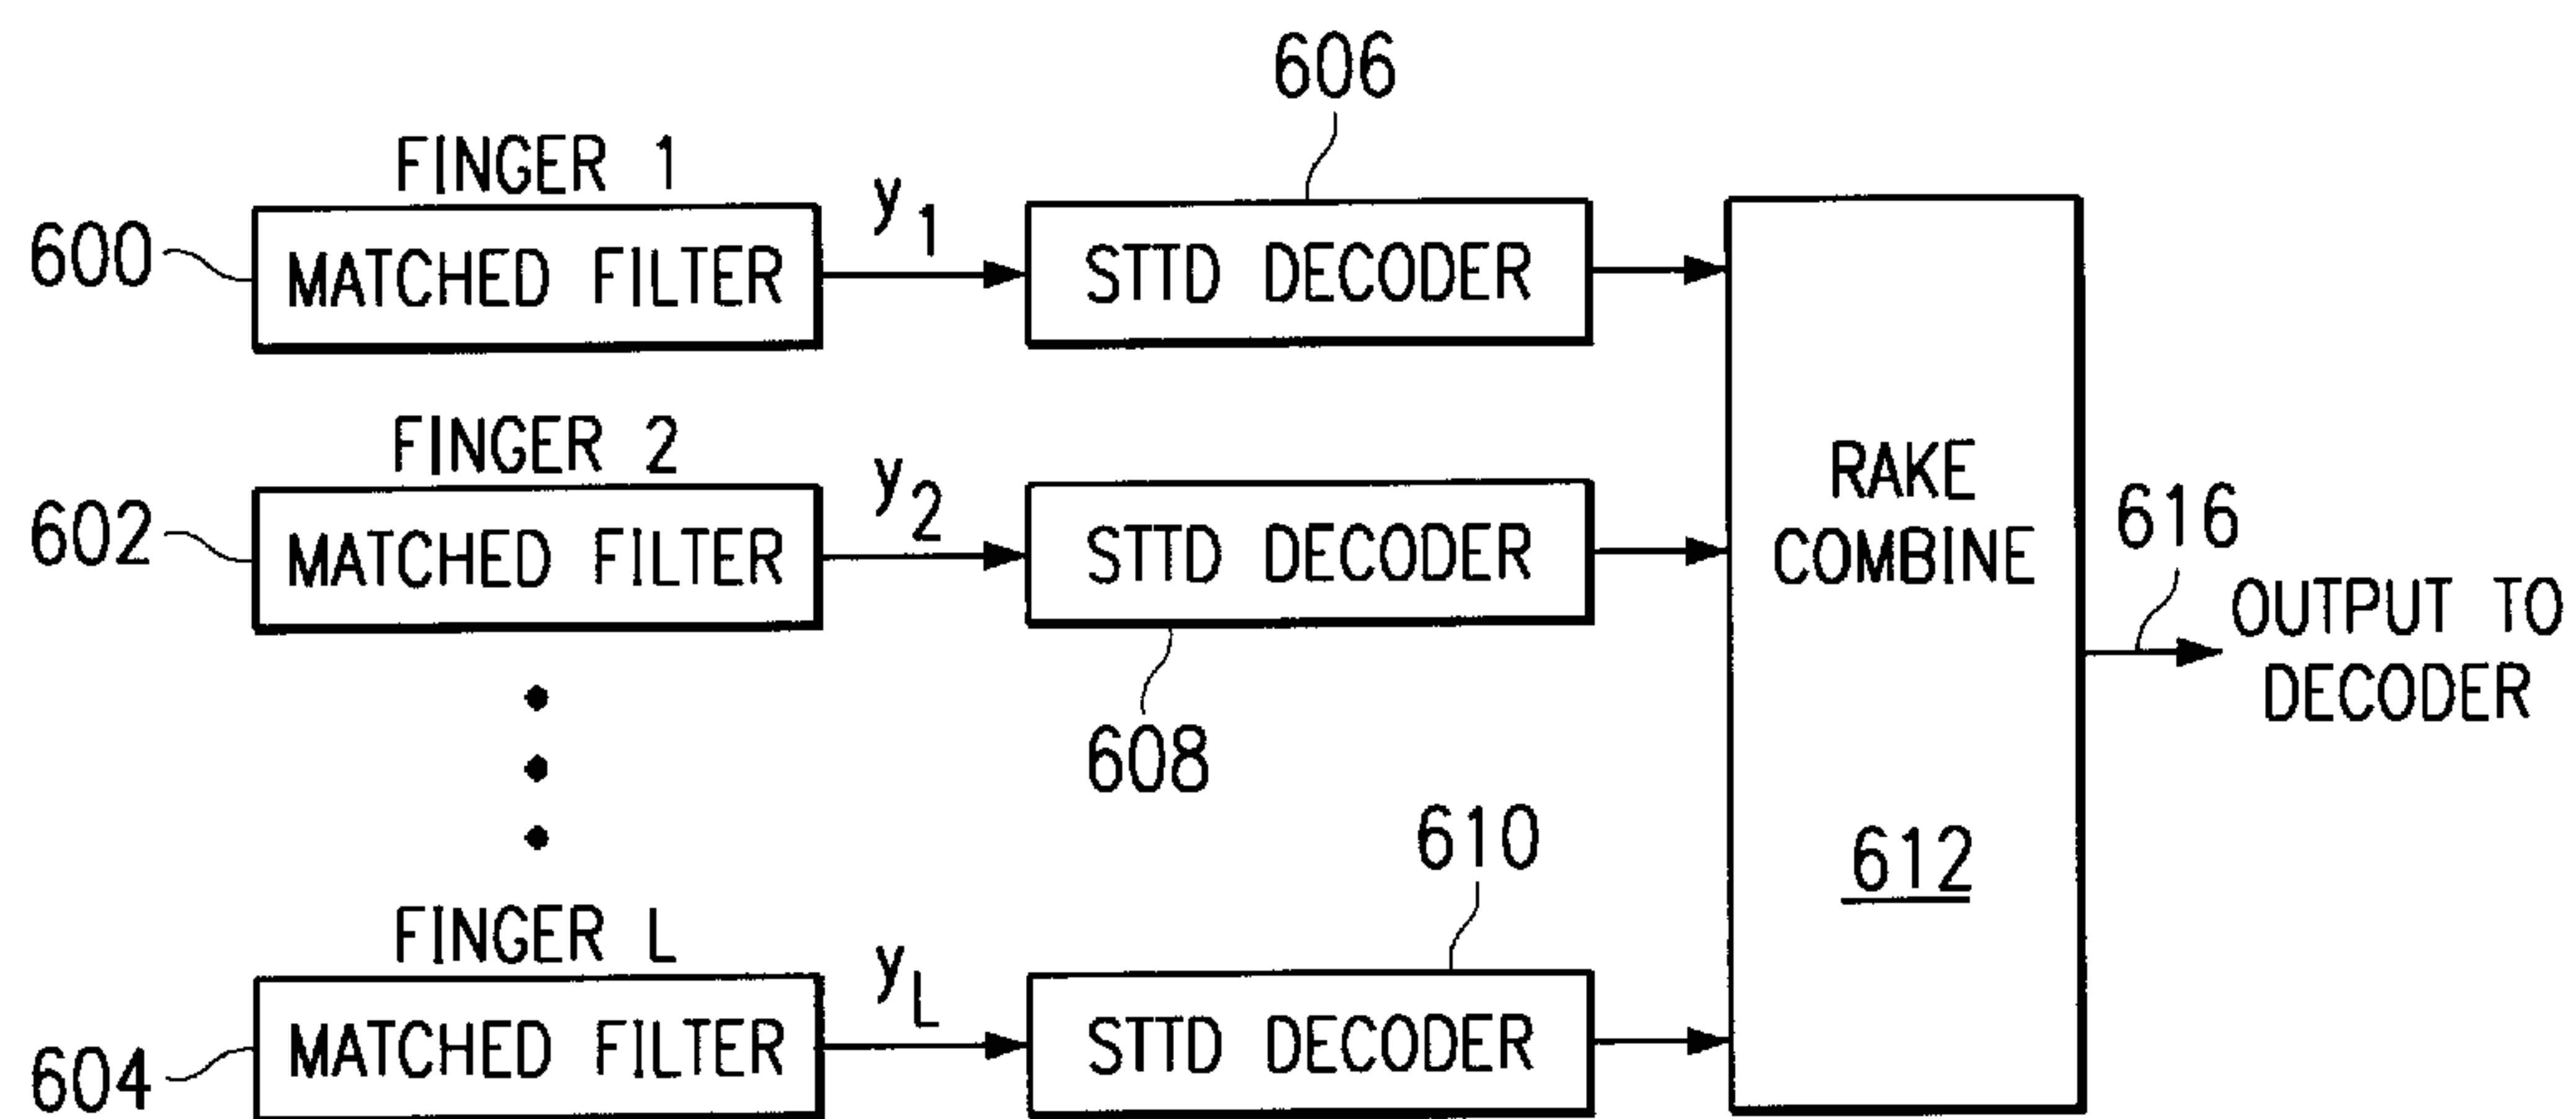 606
FINGER 1
600
MATCHED FILTER
y1
STTD DECODER
FINGER 2
602
MATCHED FILTER
y2
STTD DECODER
608
RAKE
COMBINE
612
616
OUTPUT TO
DECODER
610
FINGER L
604
MATCHED FILTER
yL
STTD DECODER